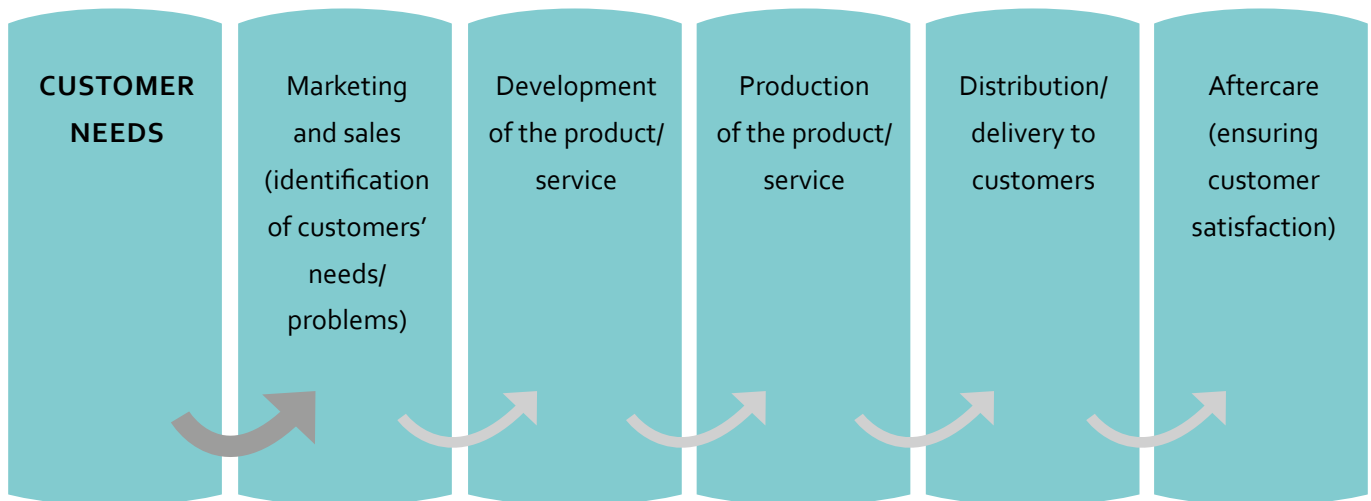 CUSTOMER
NEEDS
Marketing
and sales
(identification
of customers’
needs/
problems)
Development
of the product/
service
Production
of the product/
service
Distribution/
delivery to
customers
Aftercare
(ensuring
customer
satisfaction)